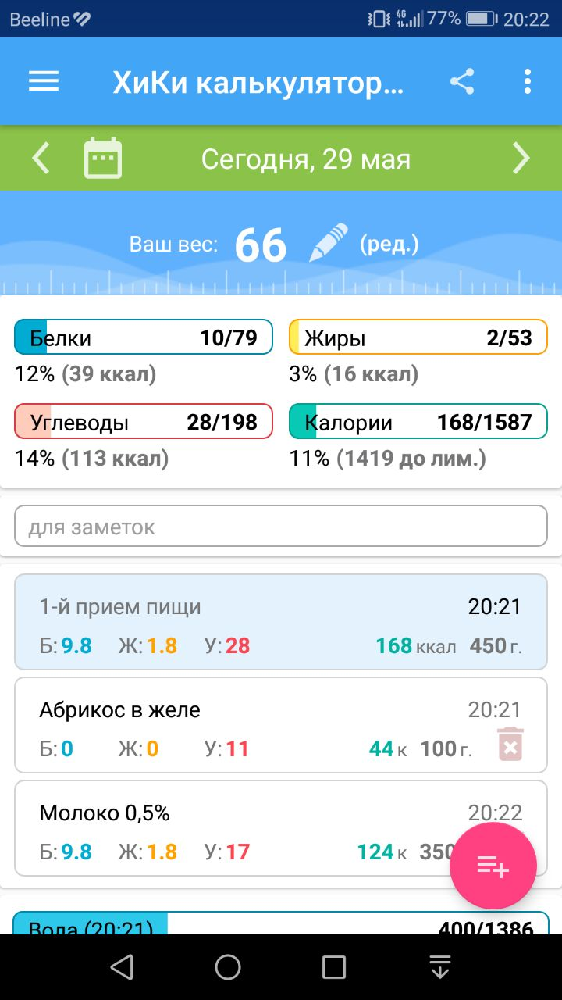 Beeline 4G 77% 20:22
ХиКи калькулятор...
Сегодня, 29 мая
Ваш вес: 66 (ред.)
Белки 10/79 Жиры 2/53
12% (39 ккал) 3% (16 ккал)
Углеводы 28/198 Калории 168/1587
14% (113 ккал) 11% (1419 до лим.)
для заметок
1-й прием пищи 20:21
Б: 9.8 Ж: 1.8 У: 28 168 ккал 450 г.
Абрикос в желе 20:21
Б: 0 Ж: 0 У: 11 44 к 100 г.
Молоко 0,5% 20:22
Б: 9.8 Ж: 1.8 У: 17 124 к 350
Вода (20:21) 400/1386